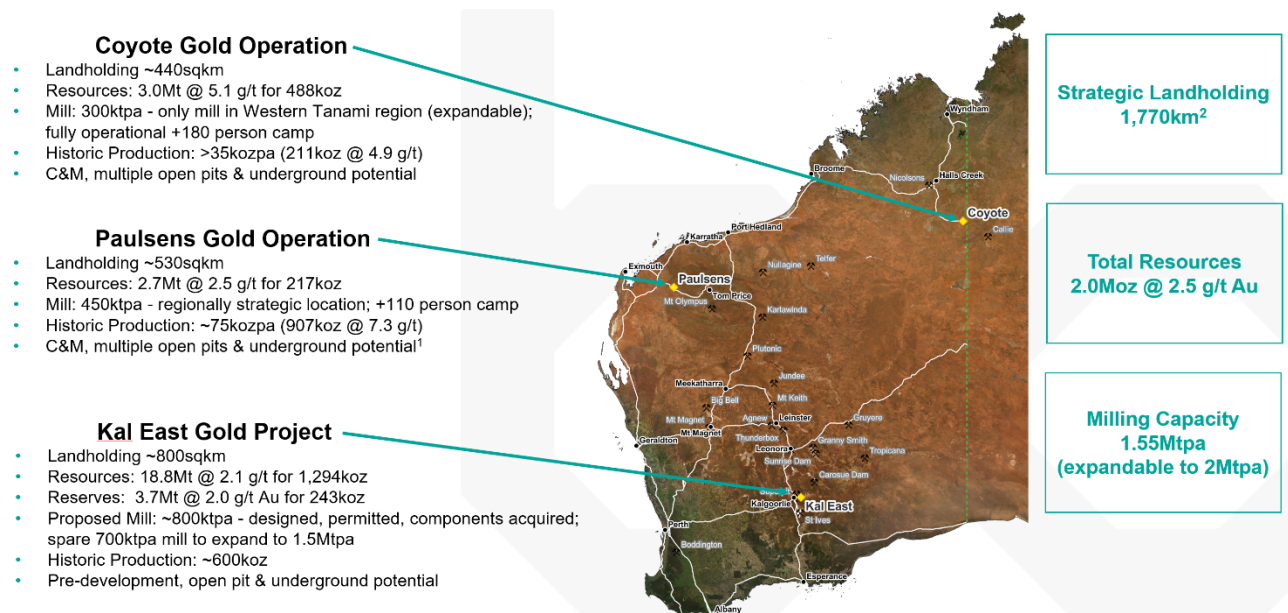 Coyote Gold Operation
• Landholding ~440sqkm
• Resources: 3.0Mt @ 5.1 g/t for 488koz
• Mill: 300ktpa - only mill in Western Tanami region (expandable);
fully operational +180 person camp
• Historic Production: >35kozpa (211koz @ 4.9 g/t)
• C&M, multiple open pits & underground potential
Paulsens Gold Operation
• Landholding ~530sqkm
• Resources: 2.7Mt @ 2.5 g/t for 217koz
• Mill: 450ktpa - regionally strategic location; +110 person camp
• Historic Production: ~75kozpa (907koz @ 7.3 g/t)
• C&M, multiple open pits & underground potential¹
Kal East Gold Project
• Landholding ~800sqkm
• Resources: 18.8Mt @ 2.1 g/t for 1,294koz
• Reserves: 3.7Mt @ 2.0 g/t Au for 243koz
• Proposed Mill: ~800ktpa - designed, permitted, components acquired;
spare 700ktpa mill to expand to 1.5Mtpa
• Historic Production: ~600koz
• Pre-development, open pit & underground potential
Wyndham
Broome
Nicolsons
Halls Creek
Coyote
Callie
Port Hedland
Karratha
Exmouth
Paulsens
Nullagine
Telfer
Tom Price
Mt Olympus
Karlawinda
Plutonic
Jundee
Meekatharra
Big Bell
Mt Keith
Mt Magnet
Mt Magnet
Agnew
Leinster
Gruyere
Geraldton
Thunderbox
Leonora
Granny Smith
Sunrise Dam
Tropicana
Carosue Dam
Kalgoorlie
Kal East
St Ives
Perth
Boddington
Esperance
Albany
Strategic Landholding
1,770km²
Total Resources
2.0Moz @ 2.5 g/t Au
Milling Capacity
1.55Mtpa
(expandable to 2Mtpa)